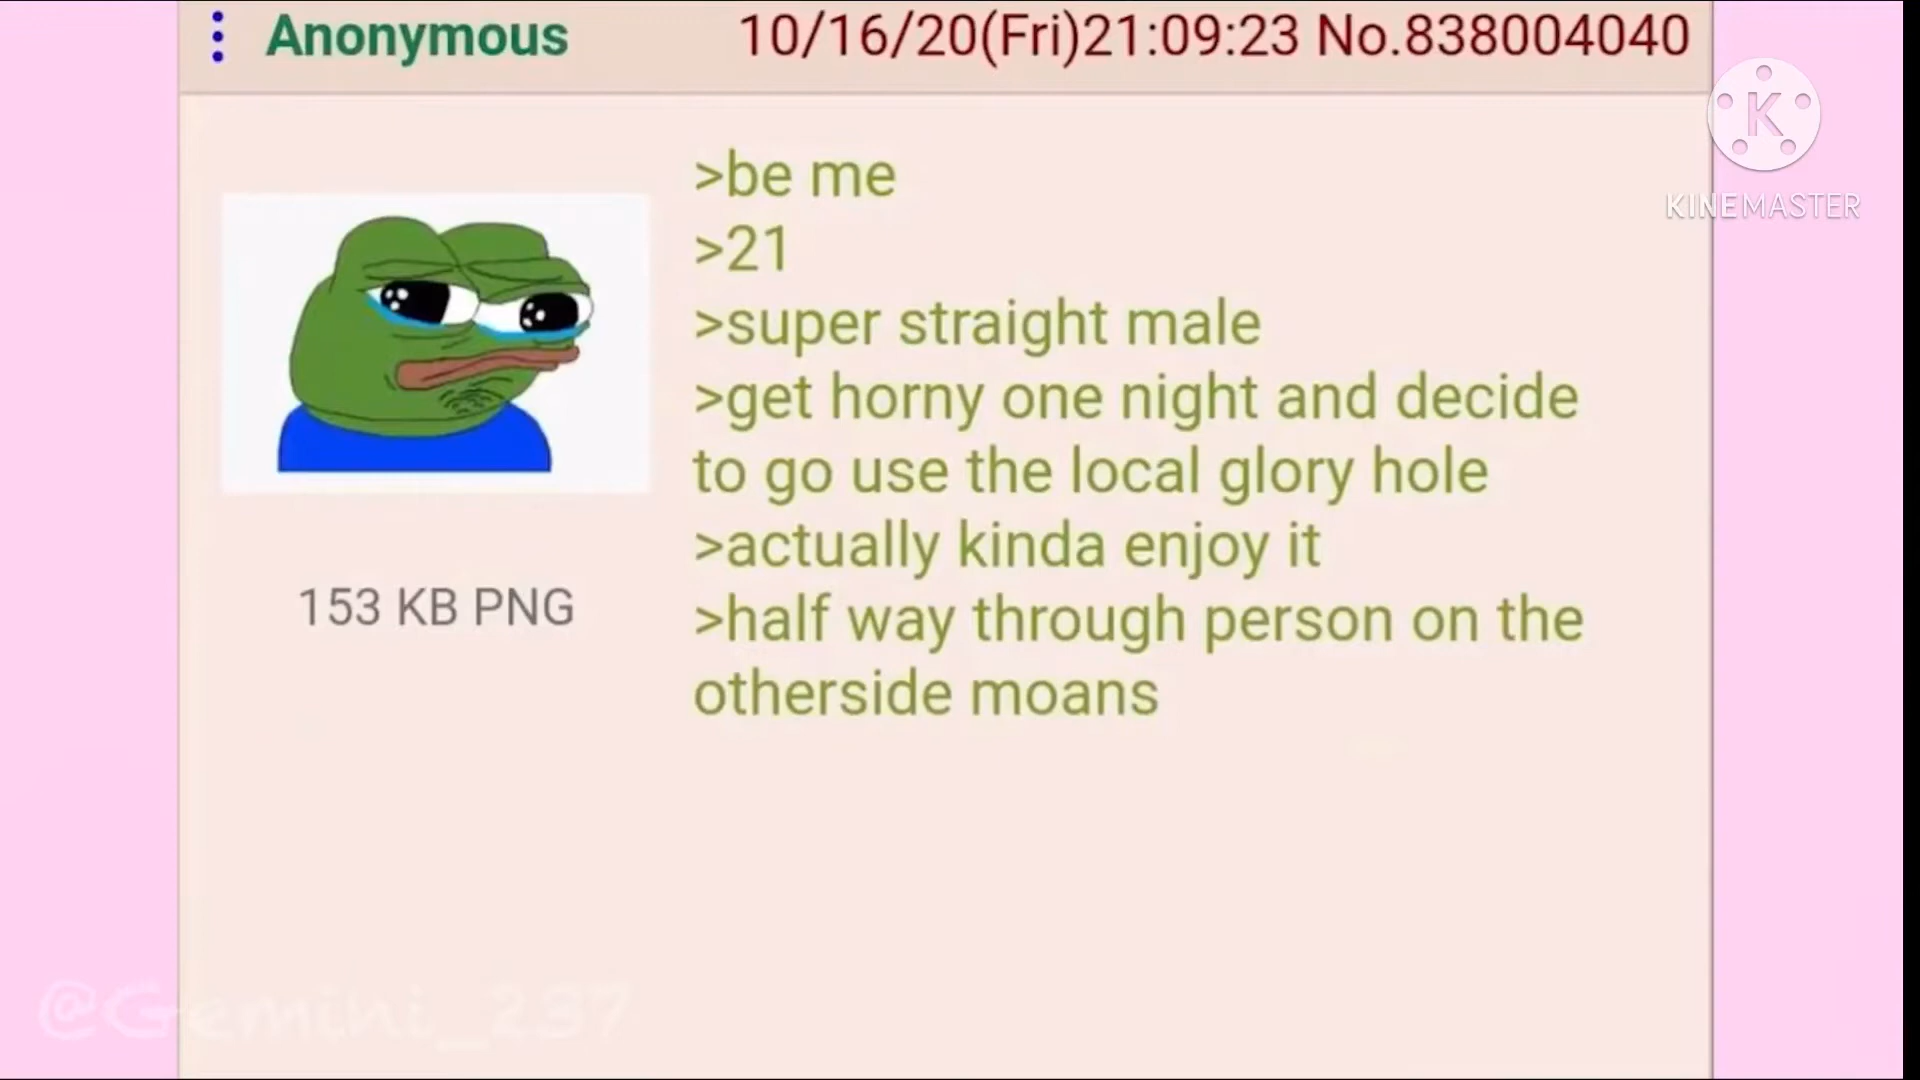 Anonymous 10/16/20(Fri)21:09:23 No.838004040
K
KINEMASTER
>be me
>21
>super straight male
>get horny one night and decide
to go use the local glory hole
>actually kinda enjoy it
>half way through person on the
otherside moans
153 KB PNG
@Gemini_237